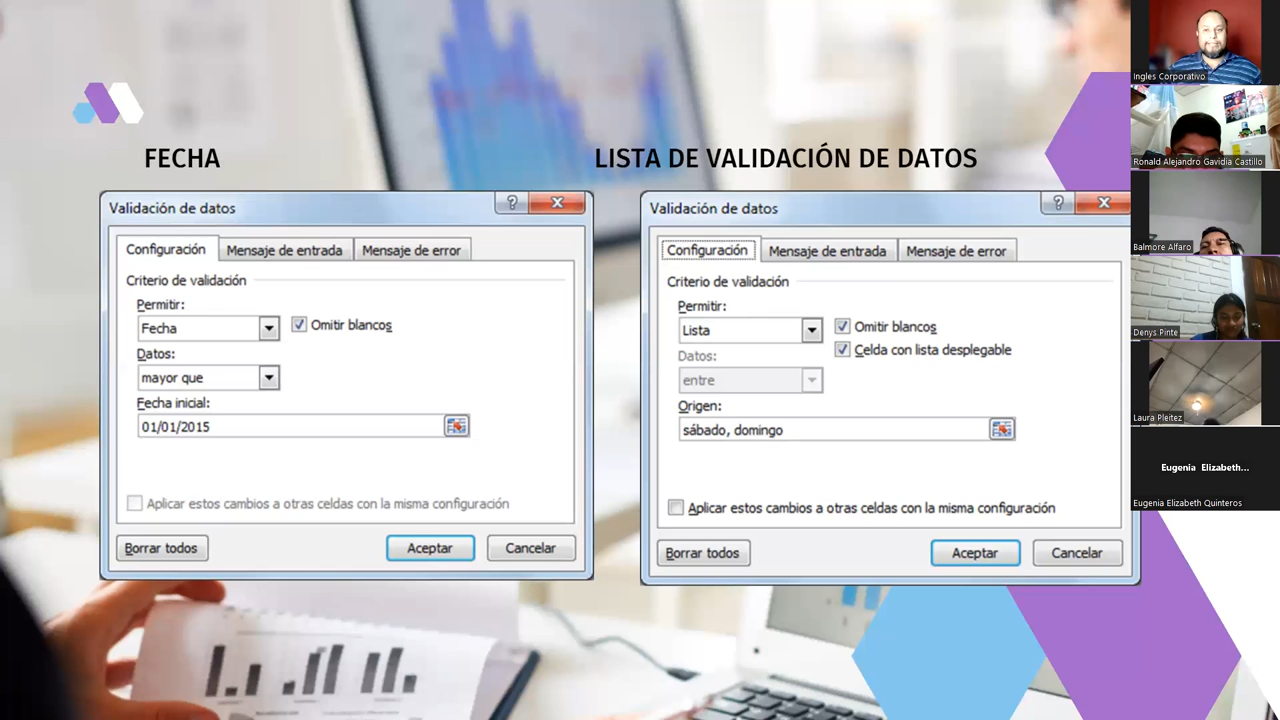 FECHA
Validación de datos
Configuración
Mensaje de entrada
Mensaje de error
Criterio de validación
Permitir:
Fecha
Omitir blancos
Datos:
mayor que
Fecha inicial:
01/01/2015
Aplicar estos cambios a otras celdas con la misma configuración
Borrar todos
Aceptar
Cancelar
LISTA DE VALIDACIÓN DE DATOS
Validación de datos
Configuración
Mensaje de entrada
Mensaje de error
Criterio de validación
Permitir:
Lista
Omitir blancos
Celda con lista desplegable
Datos:
entre
Origen:
sábado, domingo
Aplicar estos cambios a otras celdas con la misma configuración
Borrar todos
Aceptar
Cancelar
Ingles Corporativo
Ronald Alejandro Gavidia Castillo
Balmore Alfaro
Denys Pinte
Laura Pleitez
Eugenia Elizabeth...
Eugenia Elizabeth Quinteros